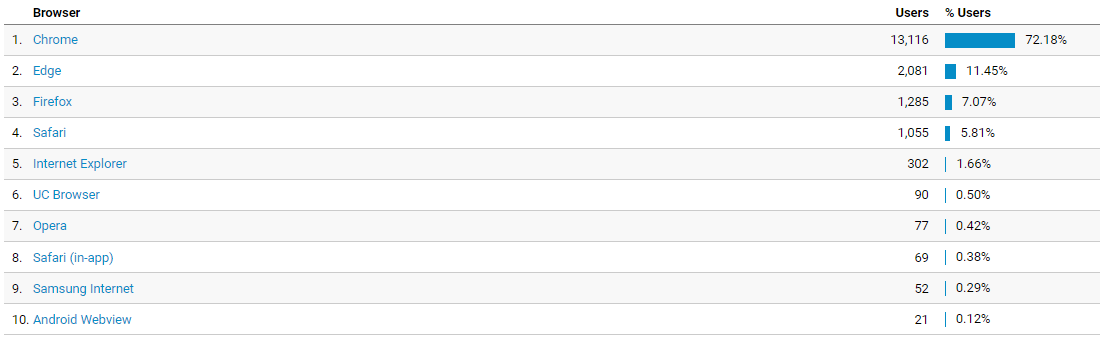 Browser Users % Users
1. Chrome 13,116 72.18%
2. Edge 2,081 11.45%
3. Firefox 1,285 7.07%
4. Safari 1,055 5.81%
5. Internet Explorer 302 1.66%
6. UC Browser 90 0.50%
7. Opera 77 0.42%
8. Safari (in-app) 69 0.38%
9. Samsung Internet 52 0.29%
10. Android Webview 21 0.12%